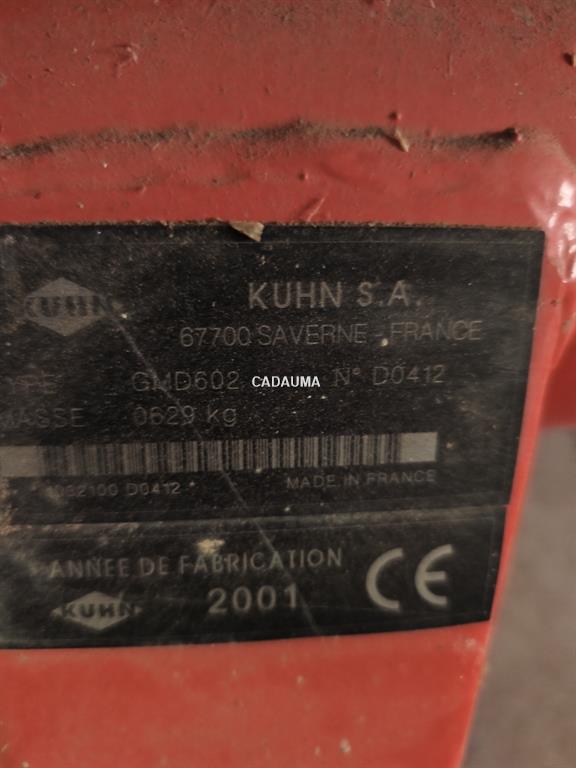 KUHN
KUHN S.A.
67700 SAVERNE - FRANCE
GMD602 N° D0412
CADAUMA
MASSE 0629 kg
D0412 * MADE IN FRANCE
ANNEE DE FABRICATION
KUHN 2001 CE